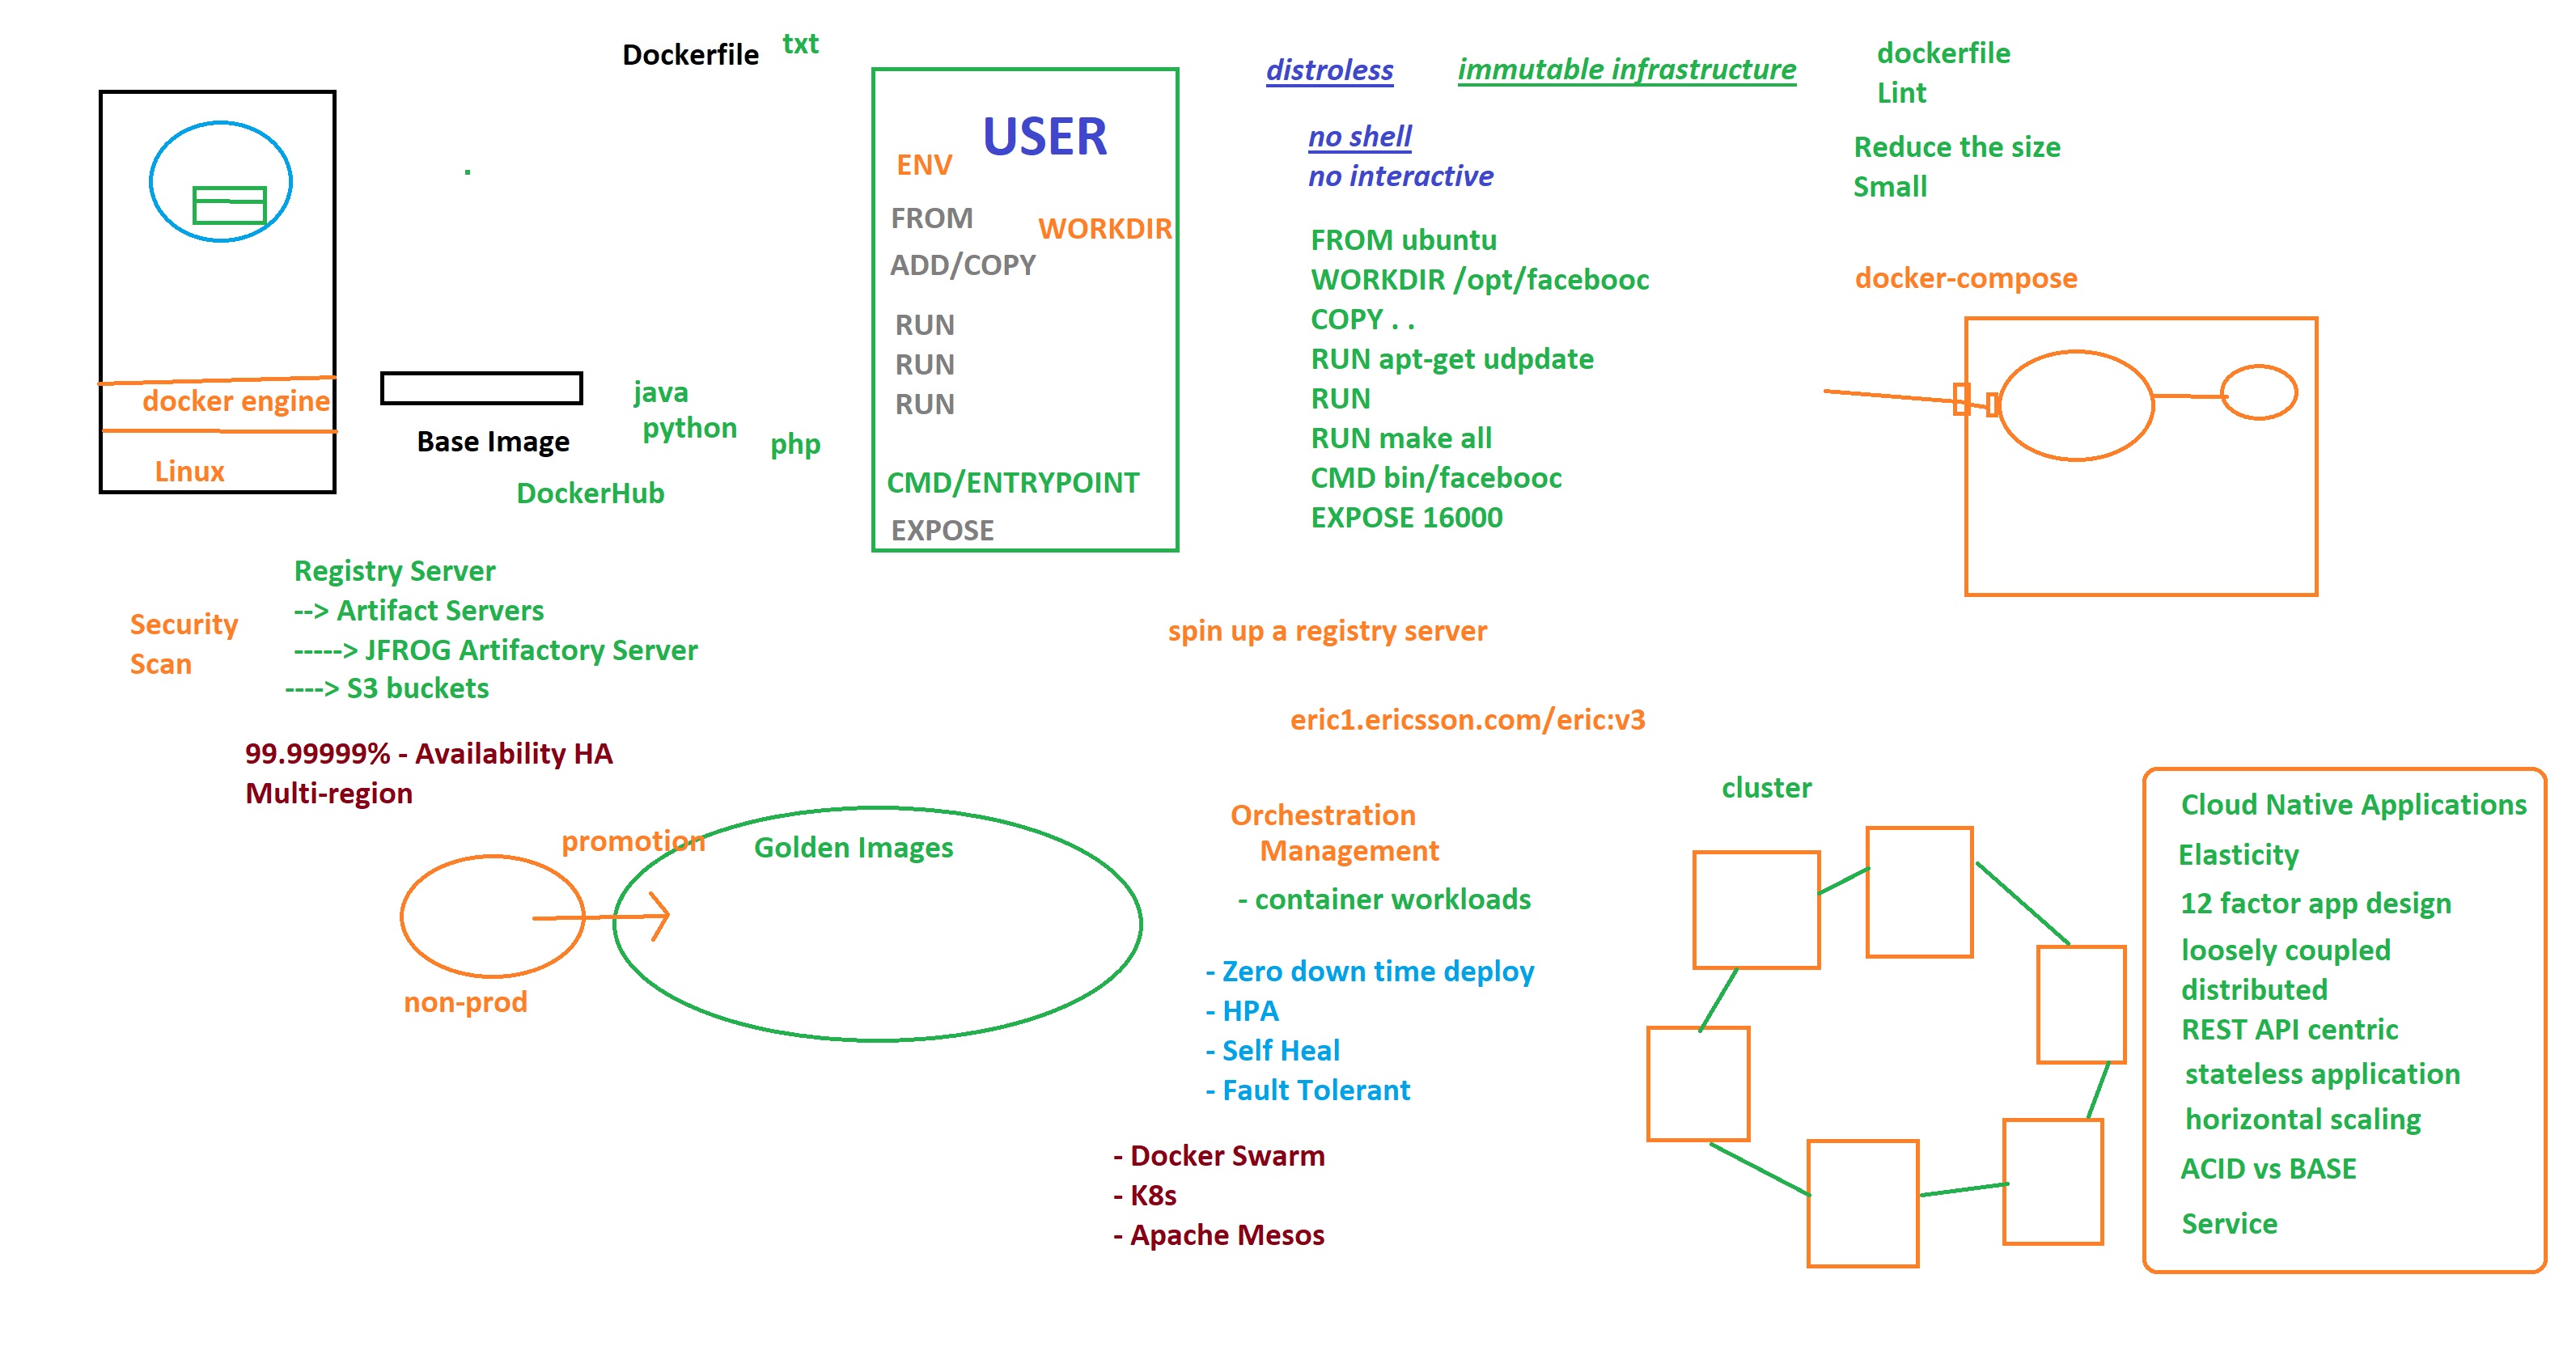 Dockerfile
txt
USER
ENV
FROM
WORKDIR
ADD/COPY
RUN
RUN
RUN
CMD/ENTRYPOINT
EXPOSE
docker engine
Linux
Base Image
java
python
php
DockerHub
distroless
immutable infrastructure
no shell
no interactive
FROM ubuntu
WORKDIR /opt/facebooc
COPY . .
RUN apt-get udpdate
RUN
RUN make all
CMD bin/facebooc
EXPOSE 16000
dockerfile
Lint
Reduce the size
Small
docker-compose
Security
Scan
Registry Server
--> Artifact Servers
-----> JFROG Artifactory Server
----> S3 buckets
99.99999% - Availability HA
Multi-region
promotion
Golden Images
non-prod
spin up a registry server
eric1.ericsson.com/eric:v3
Orchestration
Management
- container workloads
- Zero down time deploy
- HPA
- Self Heal
- Fault Tolerant
- Docker Swarm
- K8s
- Apache Mesos
cluster
Cloud Native Applications
Elasticity
12 factor app design
loosely coupled
distributed
REST API centric
stateless application
horizontal scaling
ACID vs BASE
Service